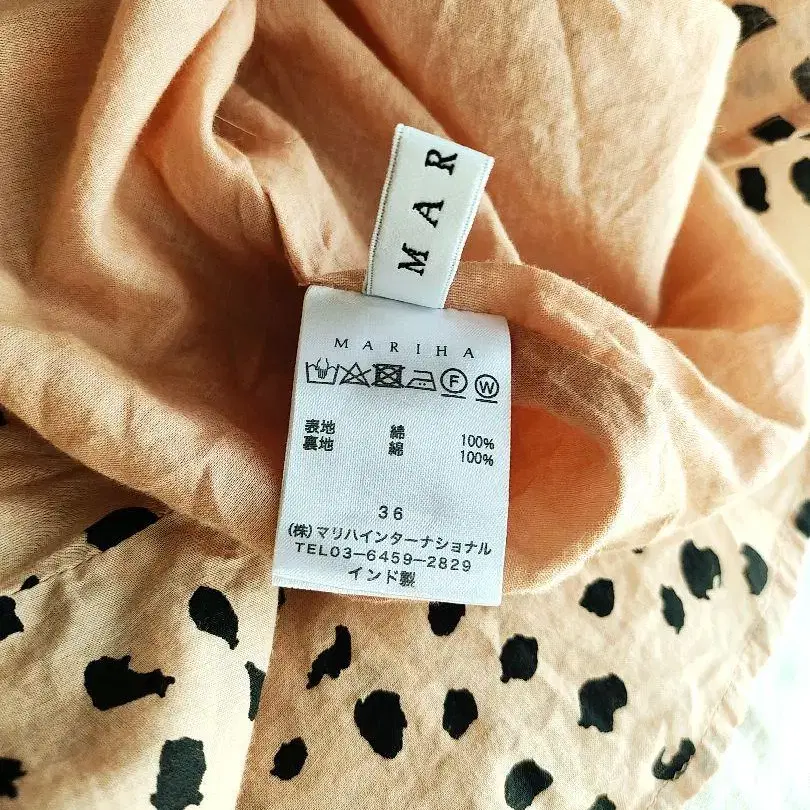 MAR
MARIHA
F W
表地 綿 100%
裏地 綿 100%
36
(株)マリハインターナショナル
TEL03-6459-2829
インド製